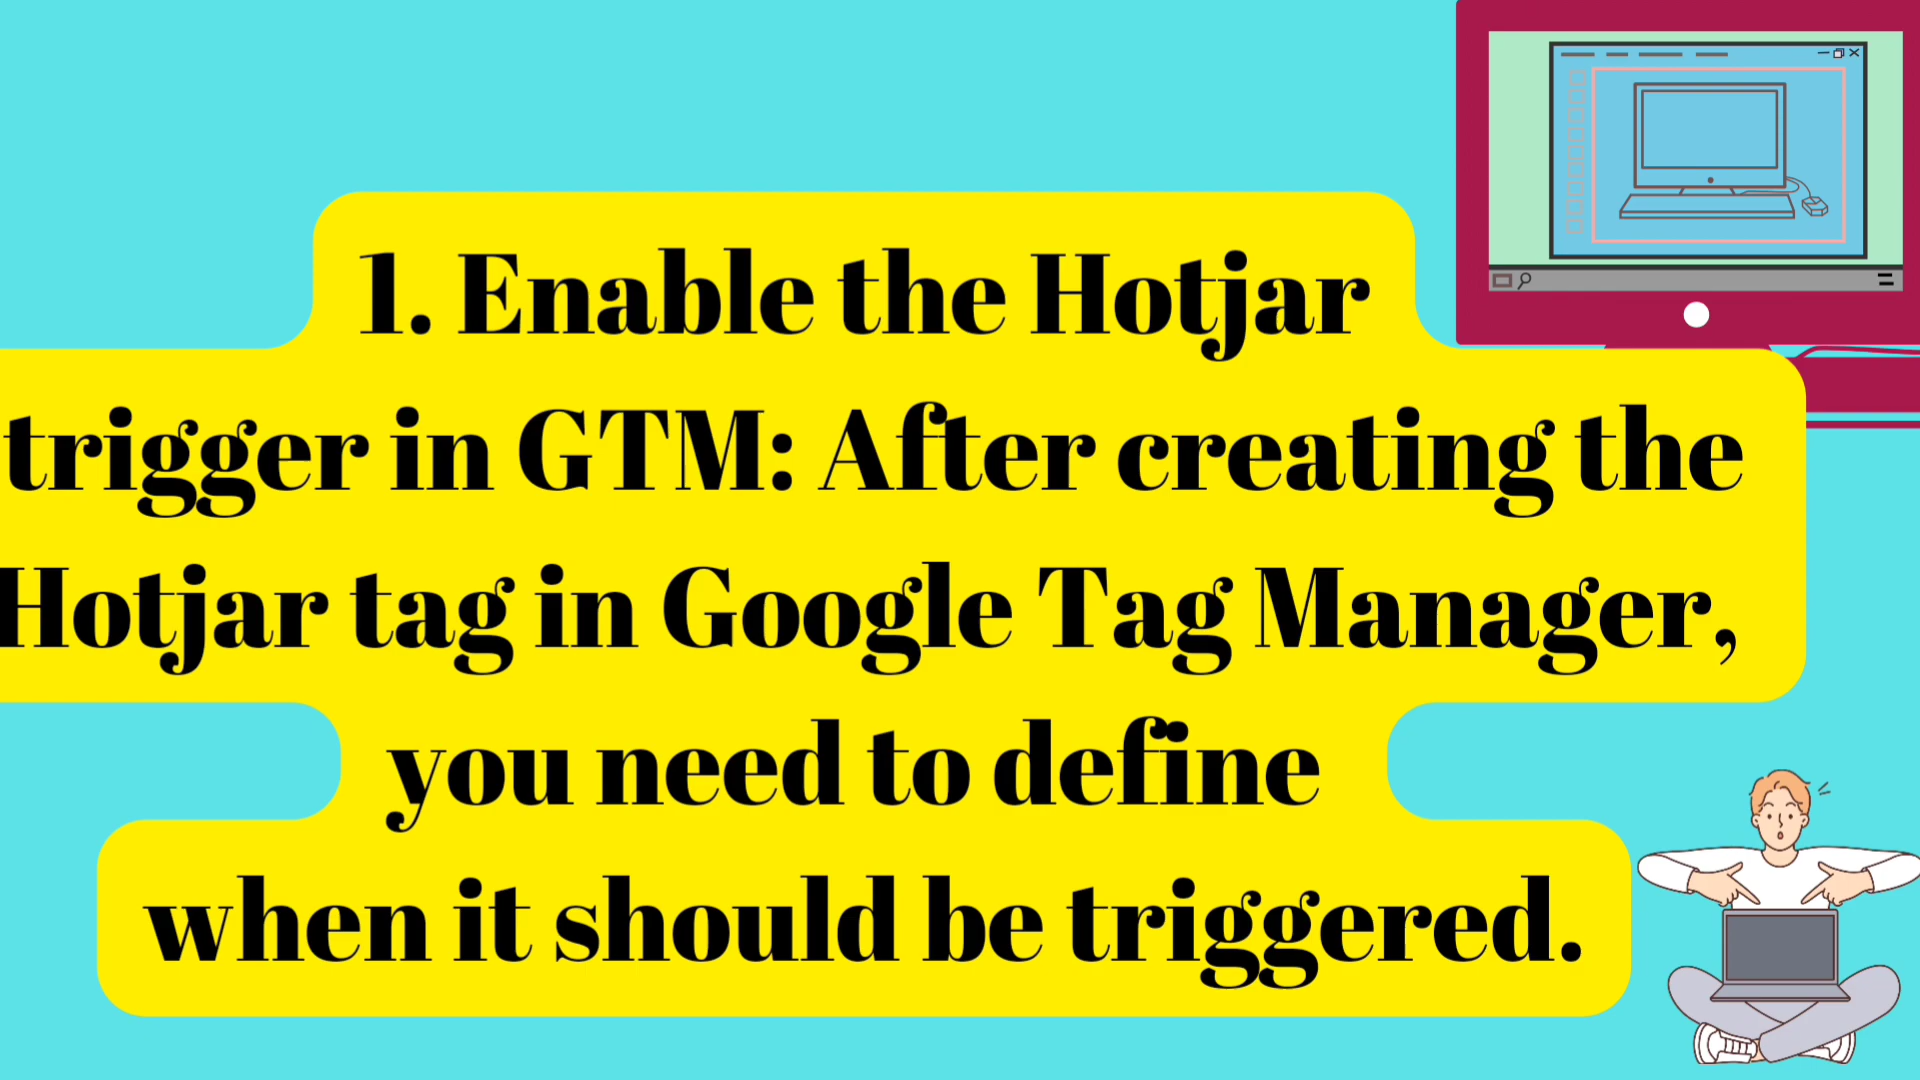 1. Enable the Hotjar
trigger in GTM: After creating the
Hotjar tag in Google Tag Manager,
you need to define
when it should be triggered.